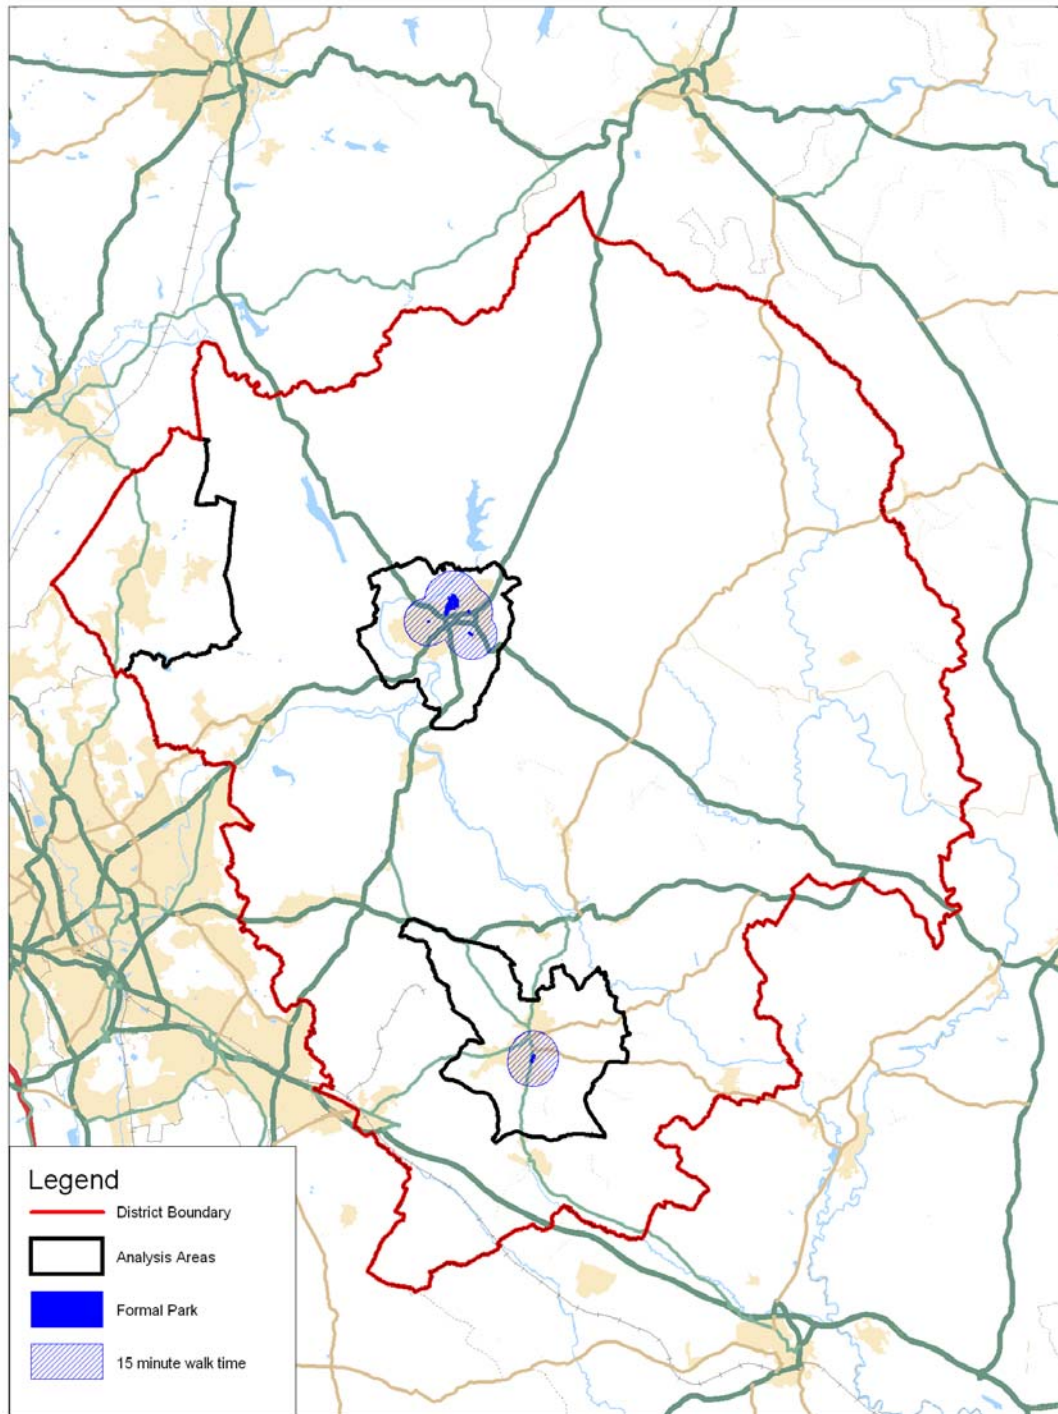 Legend
District Boundary
Analysis Areas
Formal Park
15 minute walk time